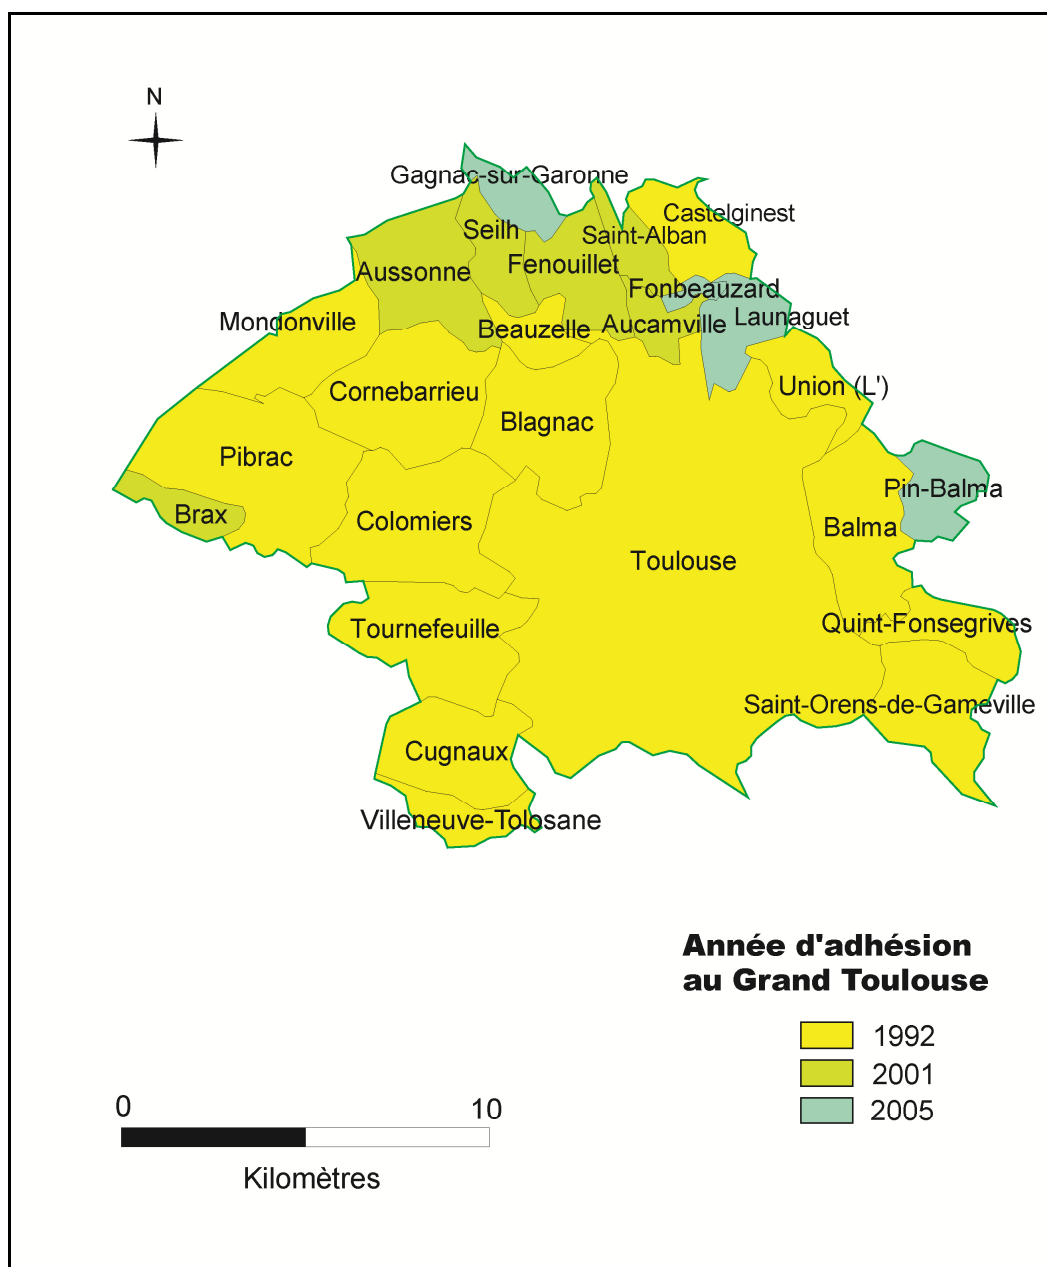 N
Gagnac-sur-Garonne
Castelginest
Seilh
Saint-Alban
Fenouillet
Aussonne
Fonbeauzard
Mondonville
Beauzelle
Aucamville
Launaguet
Cornebarrieu
Union (L')
Blagnac
Pibrac
Pin-Balma
Brax
Colomiers
Balma
Toulouse
Tournefeuille
Quint-Fonsegrives
Saint-Orens-de-Gameville
Cugnaux
Villeneuve-Tolosane
Année d'adhésion
au Grand Toulouse
1992
2001
2005
0 10
Kilomètres